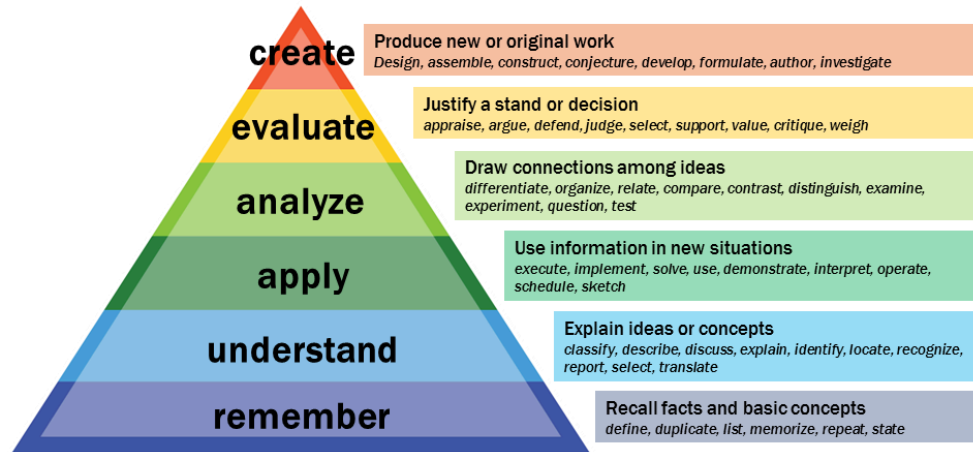 create
Produce new or original work
Design, assemble, construct, conjecture, develop, formulate, author, investigate
evaluate
Justify a stand or decision
appraise, argue, defend, judge, select, support, value, critique, weigh
analyze
Draw connections among ideas
differentiate, organize, relate, compare, contrast, distinguish, examine,
experiment, question, test
apply
Use information in new situations
execute, implement, solve, use, demonstrate, interpret, operate,
schedule, sketch
understand
Explain ideas or concepts
classify, describe, discuss, explain, identify, locate, recognize,
report, select, translate
remember
Recall facts and basic concepts
define, duplicate, list, memorize, repeat, state